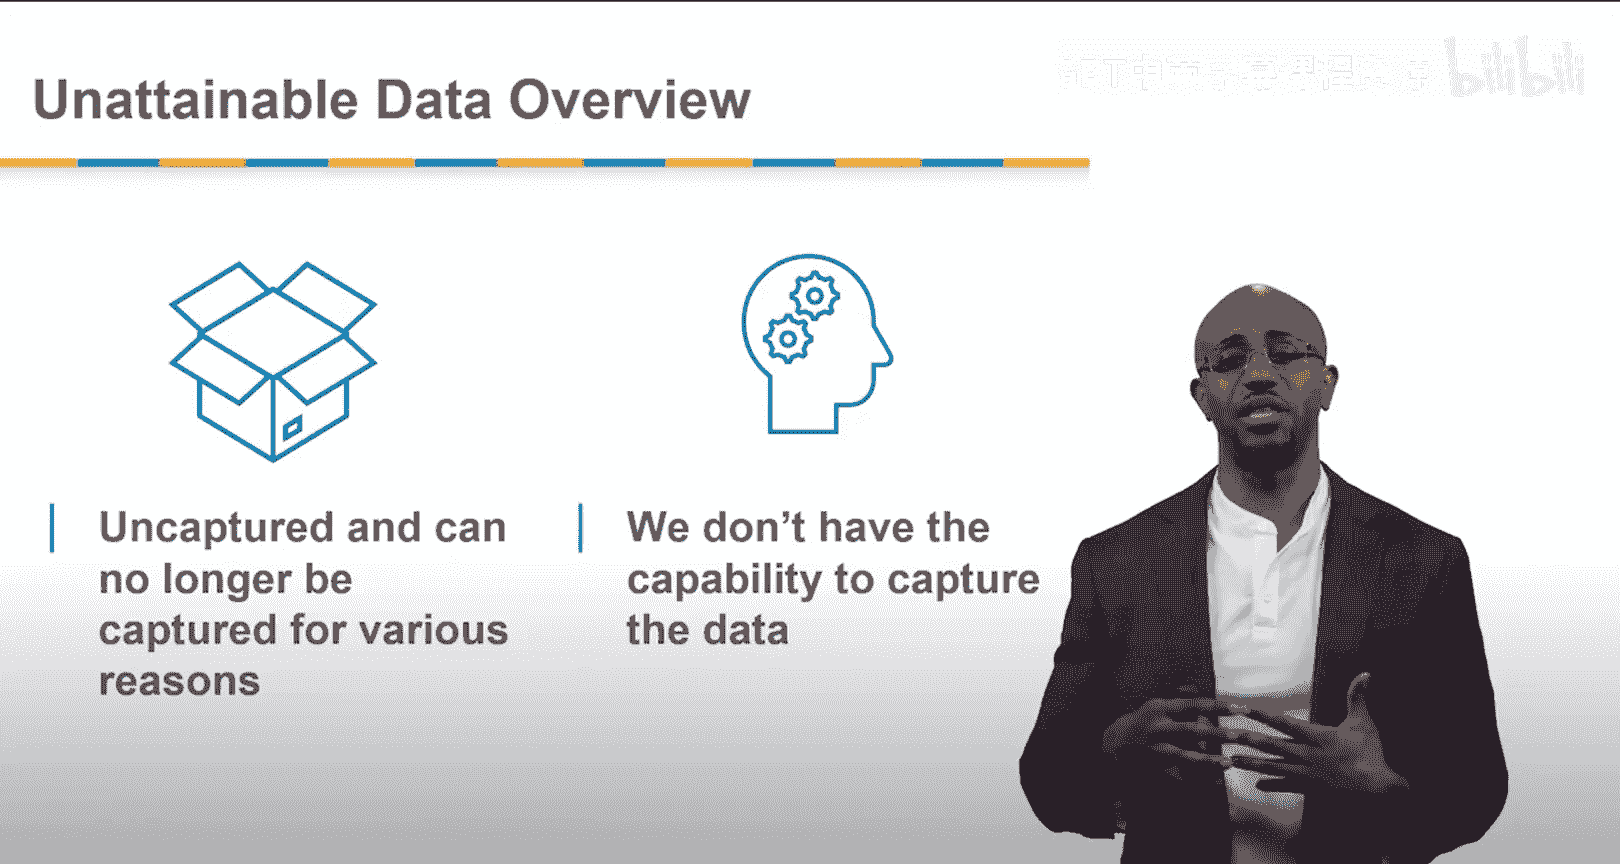 bilibili
Unattainable Data Overview
Uncaptured and can
no longer be
captured for various
reasons
We don’t have the
capability to capture
the data